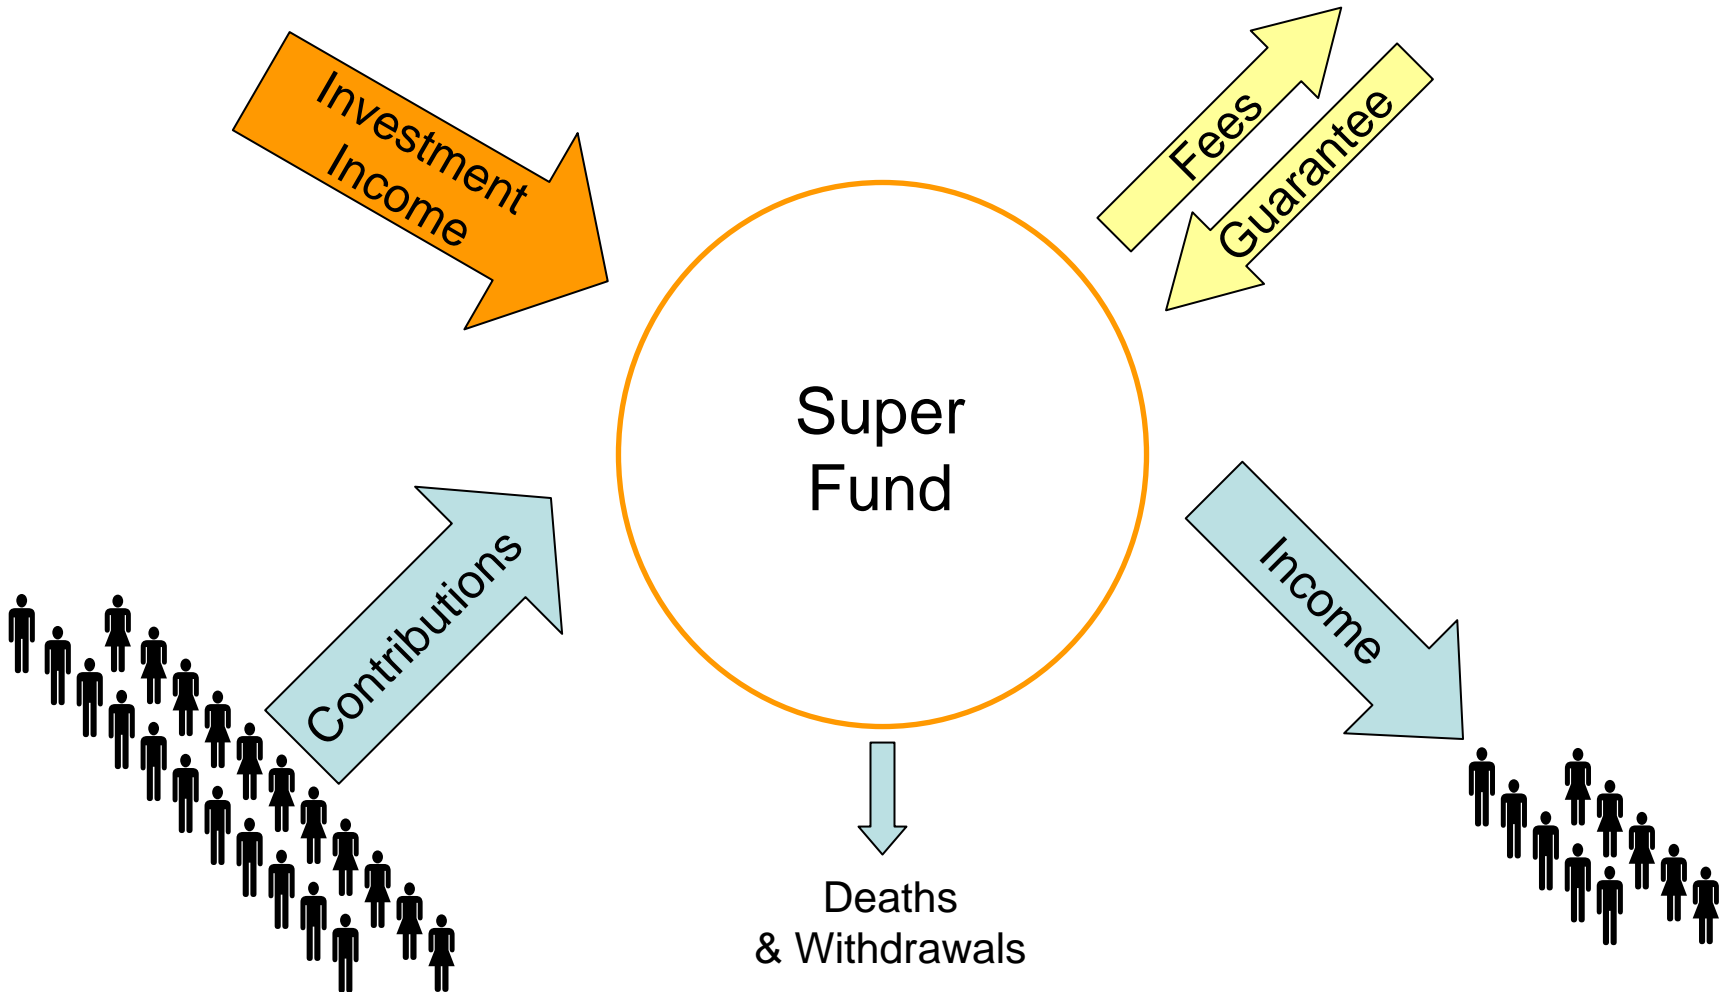 Investment
Income
Fees
Guarantee
Super
Fund
Contributions
Income
Deaths
& Withdrawals